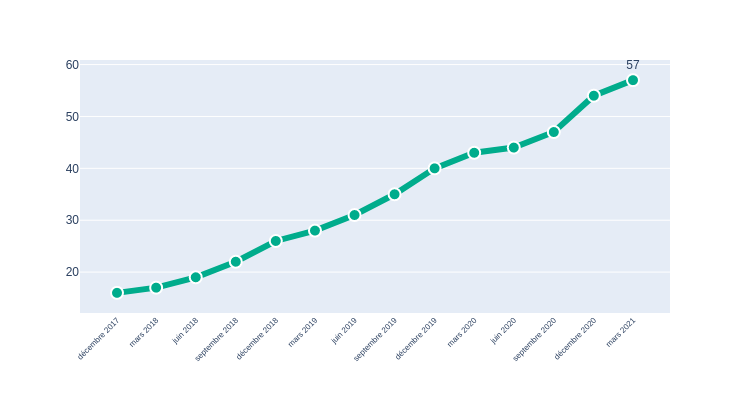 60
57
50
40
30
20
décembre 2017
mars 2018
juin 2018
septembre 2018
décembre 2018
mars 2019
juin 2019
septembre 2019
décembre 2019
mars 2020
juin 2020
septembre 2020
décembre 2020
mars 2021